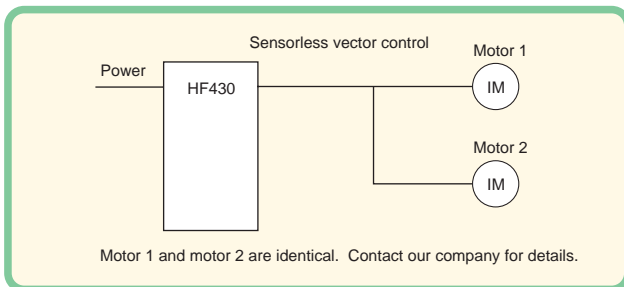 Sensorless vector control
Motor 1
Power
HF430
IM
Motor 2
IM
Motor 1 and motor 2 are identical. Contact our company for details.